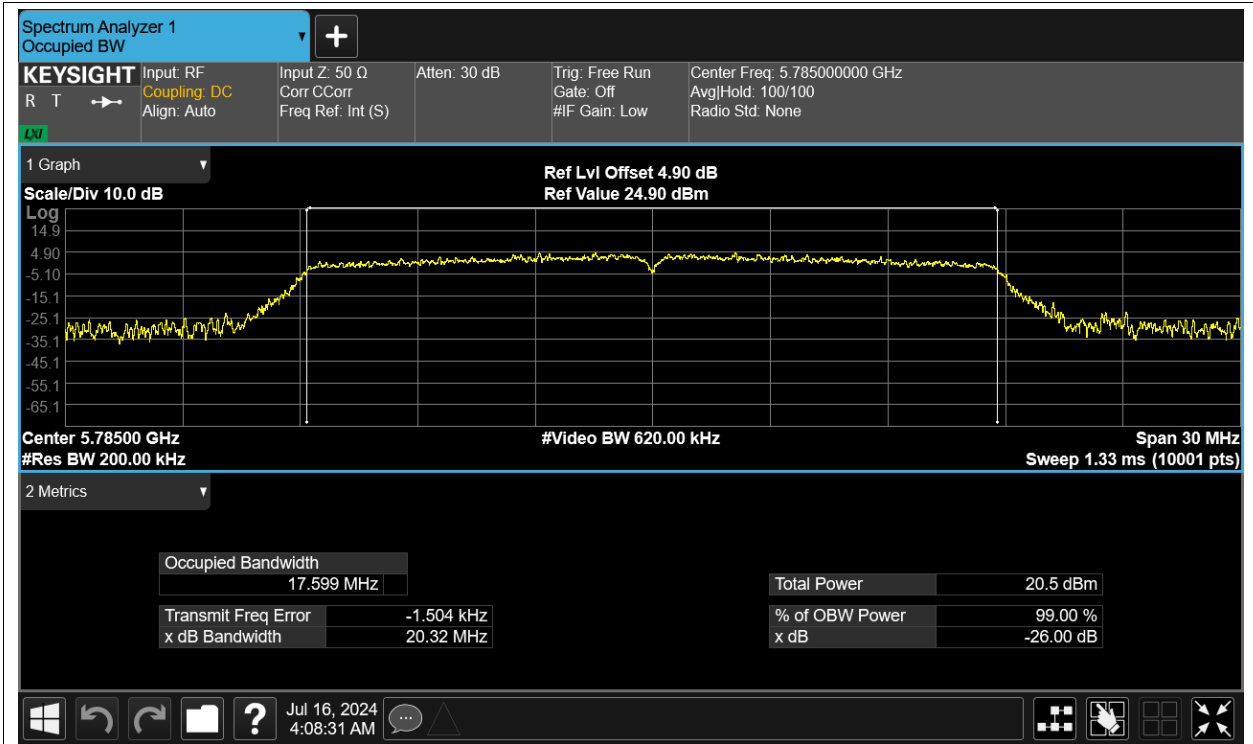 Spectrum Analyzer 1
Occupied BW
KEYSIGHT
R T
LXI
Input: RF
Coupling: DC
Align: Auto
Input Z: 50 Ω
Corr CCorr
Freq Ref: Int (S)
Atten: 30 dB
Trig: Free Run
Gate: Off
#IF Gain: Low
Center Freq: 5.785000000 GHz
Avg|Hold: 100/100
Radio Std: None
1 Graph
Ref Lvl Offset 4.90 dB
Scale/Div 10.0 dB
Ref Value 24.90 dBm
Log
14.9
4.90
-5.10
-15.1
-25.1
-35.1
-45.1
-55.1
-65.1
Center 5.78500 GHz
#Video BW 620.00 kHz
Span 30 MHz
#Res BW 200.00 kHz
Sweep 1.33 ms (10001 pts)
2 Metrics
Occupied Bandwidth
17.599 MHz
Transmit Freq Error -1.504 kHz
x dB Bandwidth 20.32 MHz
Total Power 20.5 dBm
% of OBW Power 99.00 %
x dB -26.00 dB
?
Jul 16, 2024
4:08:31 AM